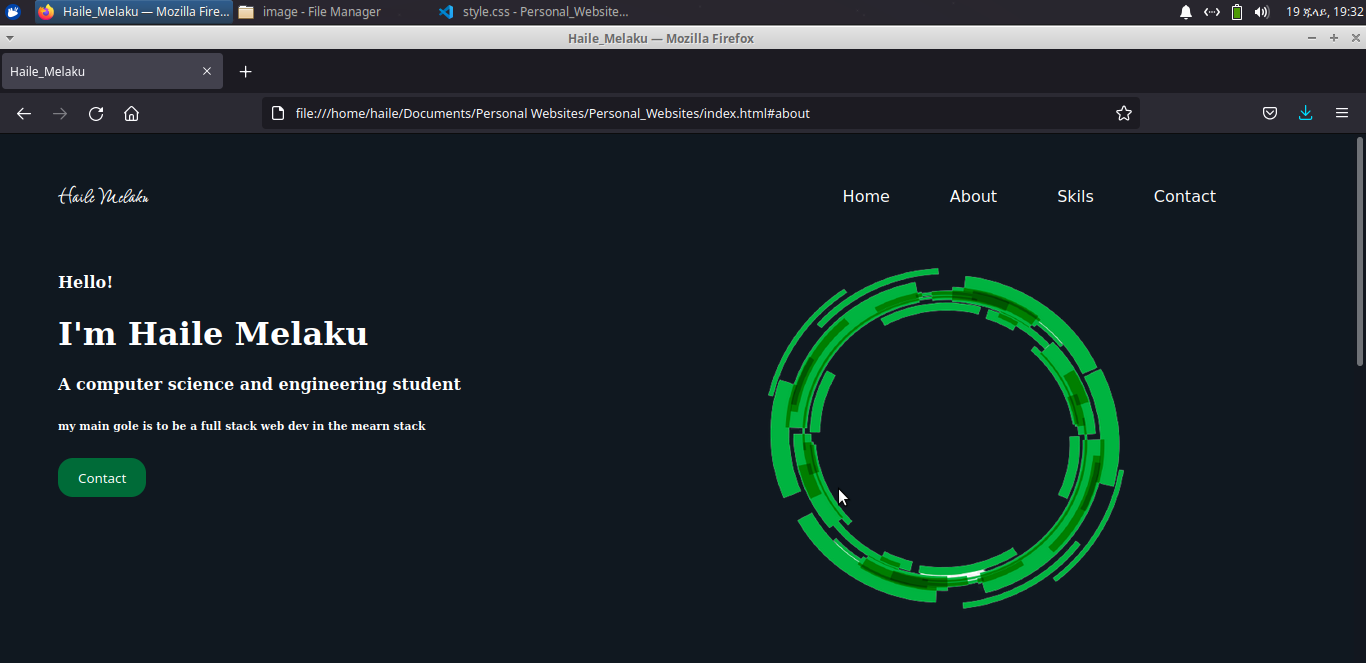 Haile_Melaku — Mozilla Fire...
image - File Manager
style.css - Personal_Website...
19 ጁላይ, 19:32
Haile_Melaku — Mozilla Firefox
Haile_Melaku
file:///home/haile/Documents/Personal Websites/Personal_Websites/index.html#about
Haile Melaku
Home
About
Skils
Contact
Hello!
I'm Haile Melaku
A computer science and engineering student
my main gole is to be a full stack web dev in the mearn stack
Contact